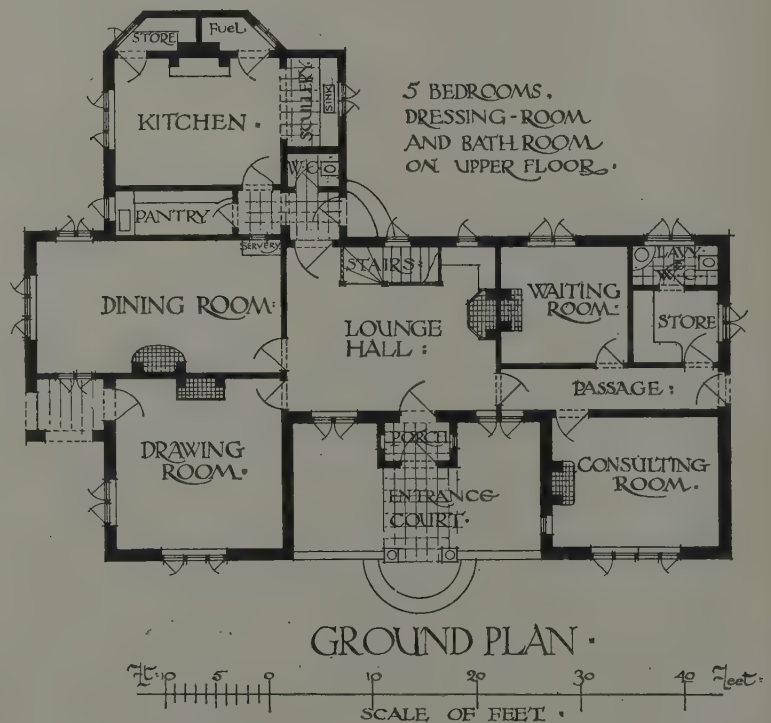 STORE
FUEL
KITCHEN.
SCULLERY
SINK
5 BEDROOMS.
DRESSING-ROOM
AND BATH ROOM
ON UPPER FLOOR.
W.C.
PANTRY
SERVERY
STAIRS:
LAVY.
W.C.
DINING ROOM:
LOUNGE
HALL:
WAITING
ROOM:
STORE
PASSAGE:
DRAWING
ROOM.
PORCH
ENTRANCE
COURT.
CONSULTING
ROOM.
GROUND PLAN.
Ft: 10 5 0 10 20 30 40 Feet:
SCALE OF FEET.